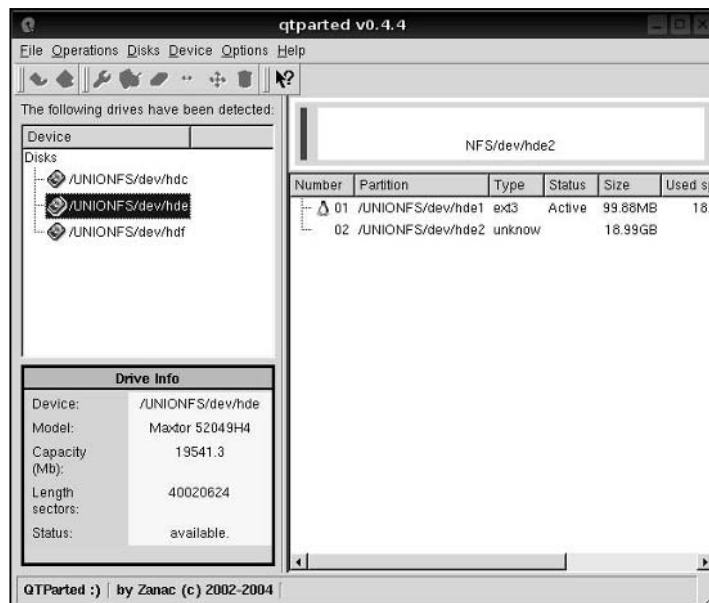 qtparted v0.4.4
File Operations Disks Device Options Help
The following drives have been detected:
Device
Disks
/UNIONFS/dev/hdc
/UNIONFS/dev/hde
/UNIONFS/dev/hdf
Drive Info
Device: /UNIONFS/dev/hde
Model: Maxtor 52049H4
Capacity (Mb): 19541.3
Length sectors: 40020624
Status: available.
NFS/dev/hde2
Number Partition Type Status Size Used s
01 /UNIONFS/dev/hde1 ext3 Active 99.88MB 18.
02 /UNIONFS/dev/hde2 unknow 18.99GB
QTParted :) by Zanac (c) 2002-2004